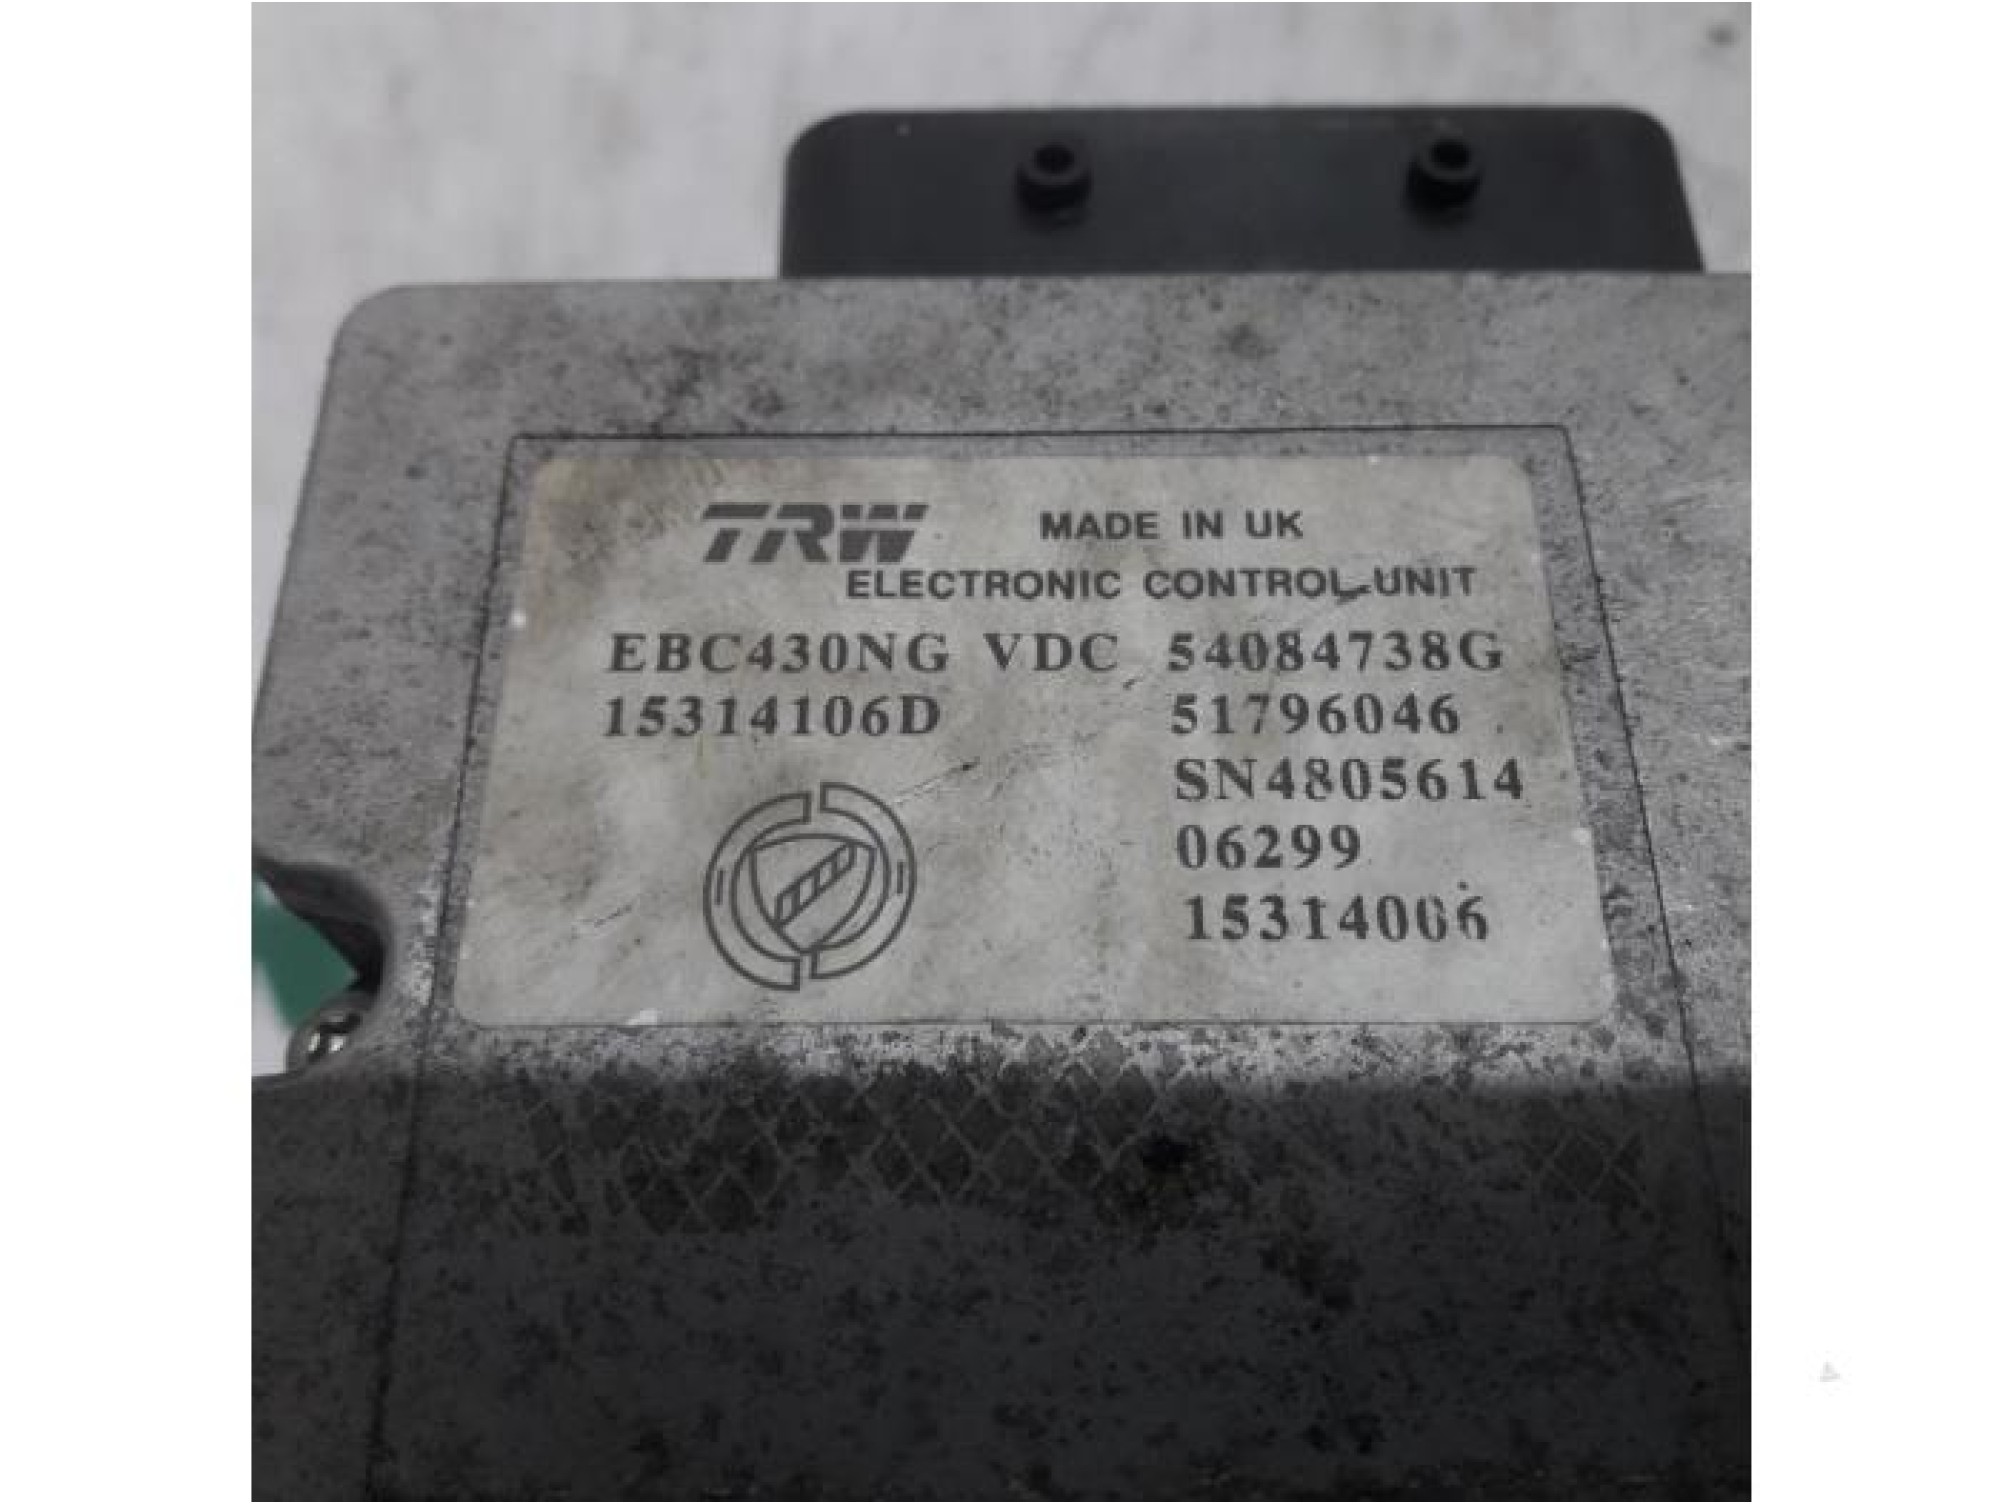 TRW MADE IN UK
ELECTRONIC CONTROL UNIT
EBC430NG VDC 54084738G
15314106D 51796046
SN4805614
06299
15314006